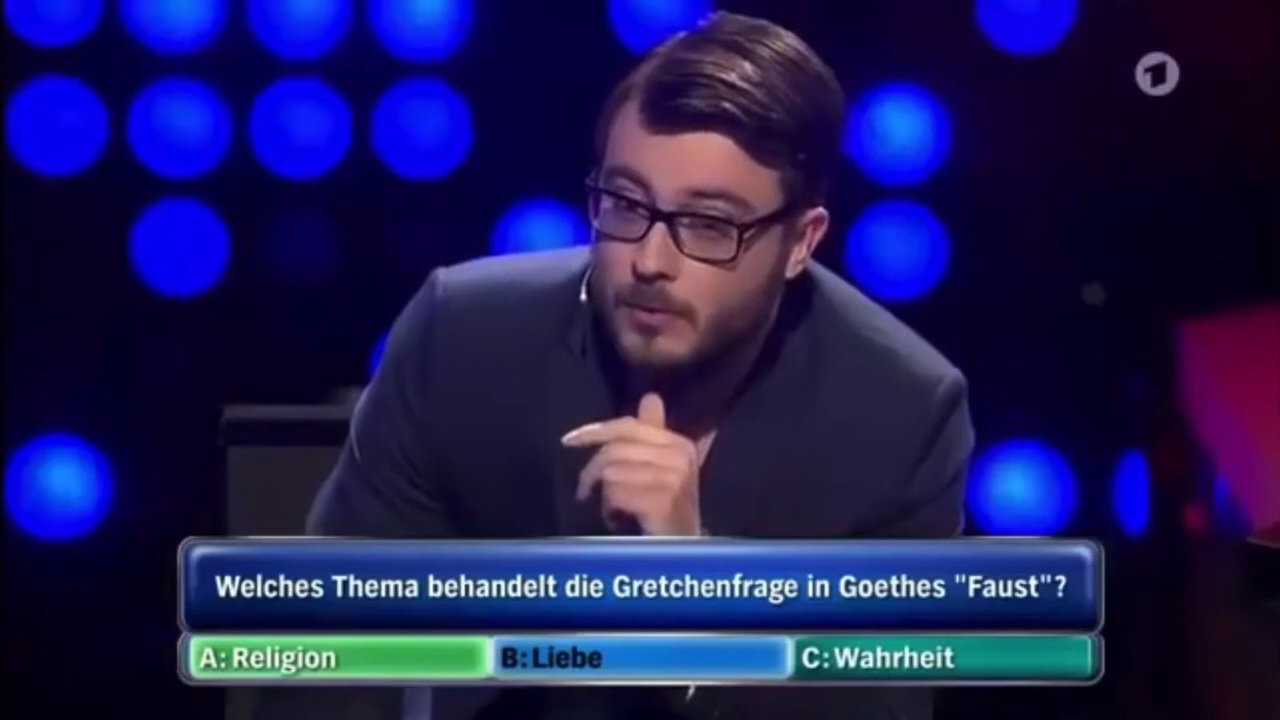 Welches Thema behandelt die Gretchenfrage in Goethes "Faust"?
A: Religion
B: Liebe
C: Wahrheit